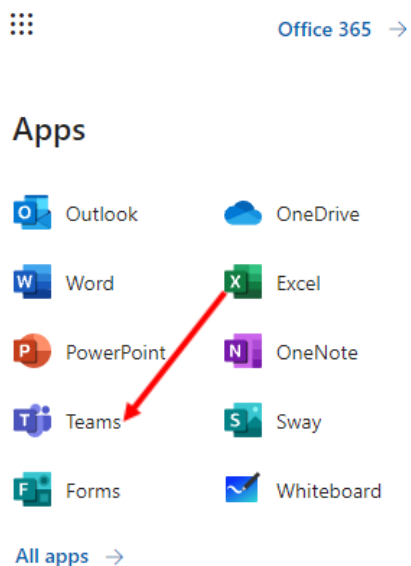 Office 365
Apps
Outlook
OneDrive
Word
Excel
PowerPoint
OneNote
Teams
Sway
Forms
Whiteboard
All apps